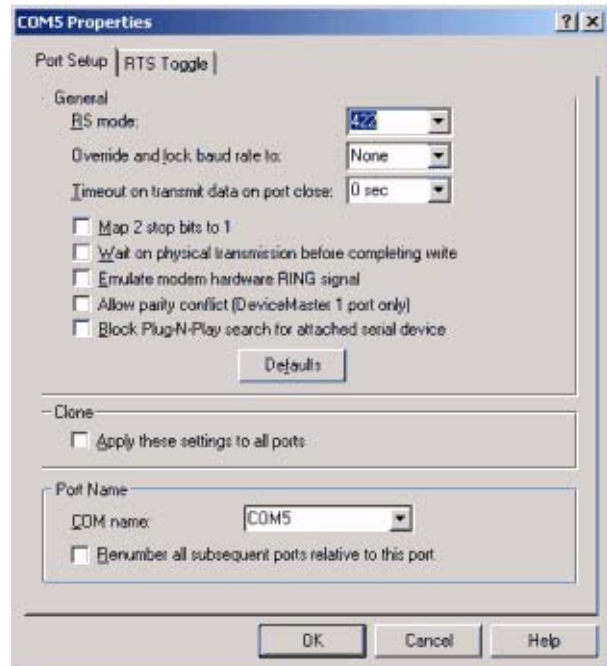 COM5 Properties
Port Setup
RTS Toggle
General
RS mode:
422
Override and lock baud rate to:
None
Timeout on transmit data on port close:
0 sec
Map 2 stop bits to 1
Wait on physical transmission before completing write
Emulate modem hardware RING signal
Allow parity conflict (DeviceMaster 1 port only)
Block Plug-N-Play search for attached serial device
Defaults
Clone
Apply these settings to all ports
Port Name
COM name:
COM5
Renumber all subsequent ports relative to this port
OK
Cancel
Help